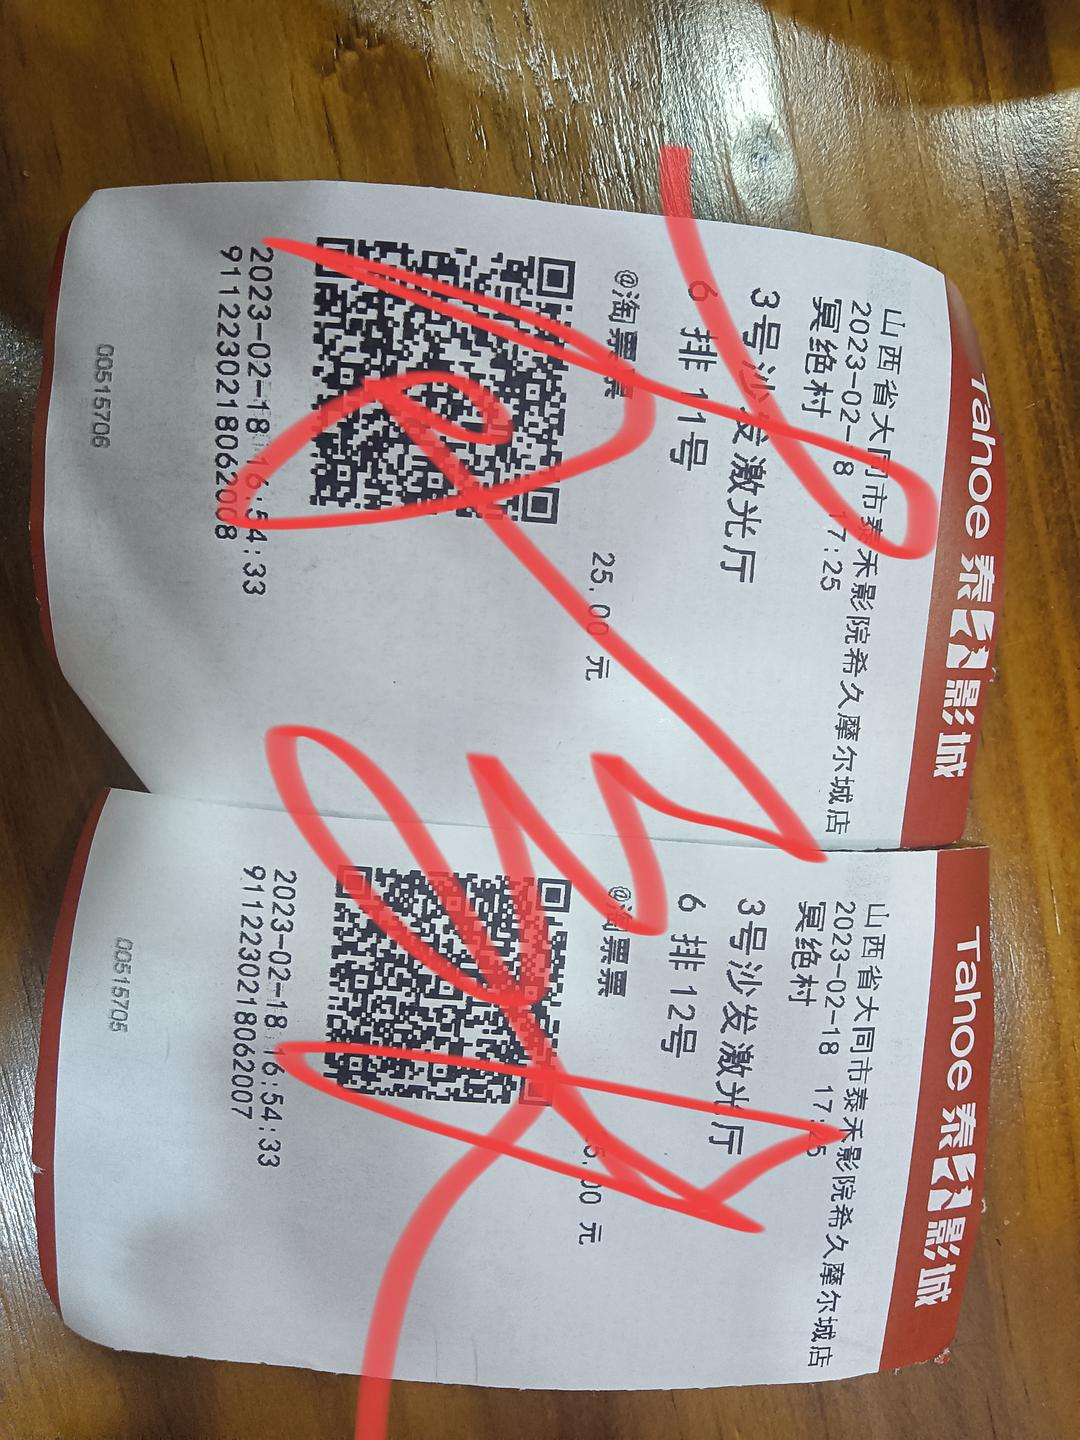 Tahoe 泰禾影城
山西省大同市泰禾影院希久摩尔城店
2023-02-18 17:25
冥绝村
3号沙发激光厅
6 排 11号
@淘票票
25.00 元
2023-02-18 16:54:33
9112230218062008
00515706
Tahoe 泰禾影城
山西省大同市泰禾影院希久摩尔城店
2023-02-18 17:25
冥绝村
3号沙发激光厅
6 排 12号
@淘票票
25.00 元
2023-02-18 16:54:33
9112230218062007
00515705